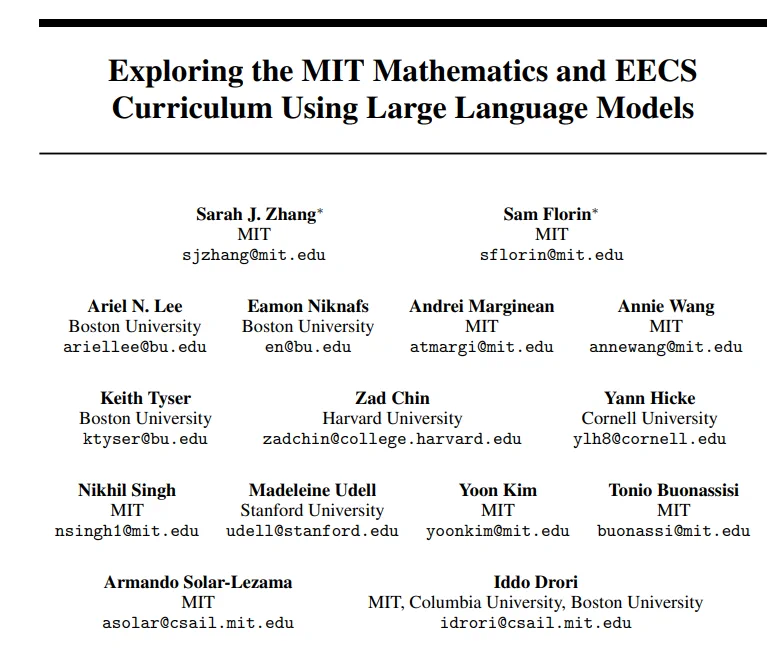 Exploring the MIT Mathematics and EECS
Curriculum Using Large Language Models
Sarah J. Zhang* Sam Florin*
MIT MIT
sjzhang@mit.edu sflorin@mit.edu
Ariel N. Lee Eamon Niknafs Andrei Marginean Annie Wang
Boston University Boston University MIT MIT
ariellee@bu.edu en@bu.edu atmargi@mit.edu annewang@mit.edu
Keith Tyser Zad Chin Yann Hicke
Boston University Harvard University Cornell University
ktyser@bu.edu zadchin@college.harvard.edu ylh8@cornell.edu
Nikhil Singh Madeleine Udell Yoon Kim Tonio Buonassisi
MIT Stanford University MIT MIT
nsingh1@mit.edu udell@stanford.edu yoonkim@mit.edu buonassi@mit.edu
Armando Solar-Lezama Iddo Drori
MIT MIT, Columbia University, Boston University
asolar@csail.mit.edu idrori@csail.mit.edu